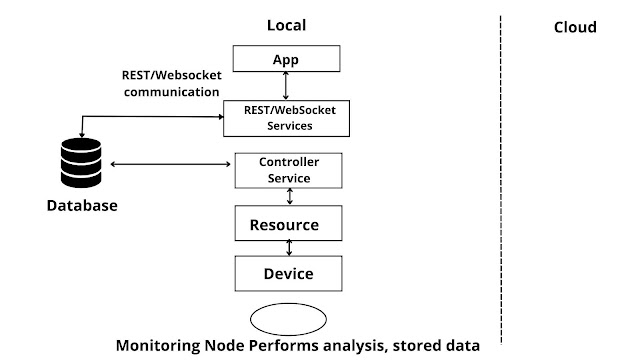 Local
Cloud
App
REST/Websocket
communication
REST/WebSocket
Services
Controller
Service
Database
Resource
Device
Monitoring Node Performs analysis, stored data